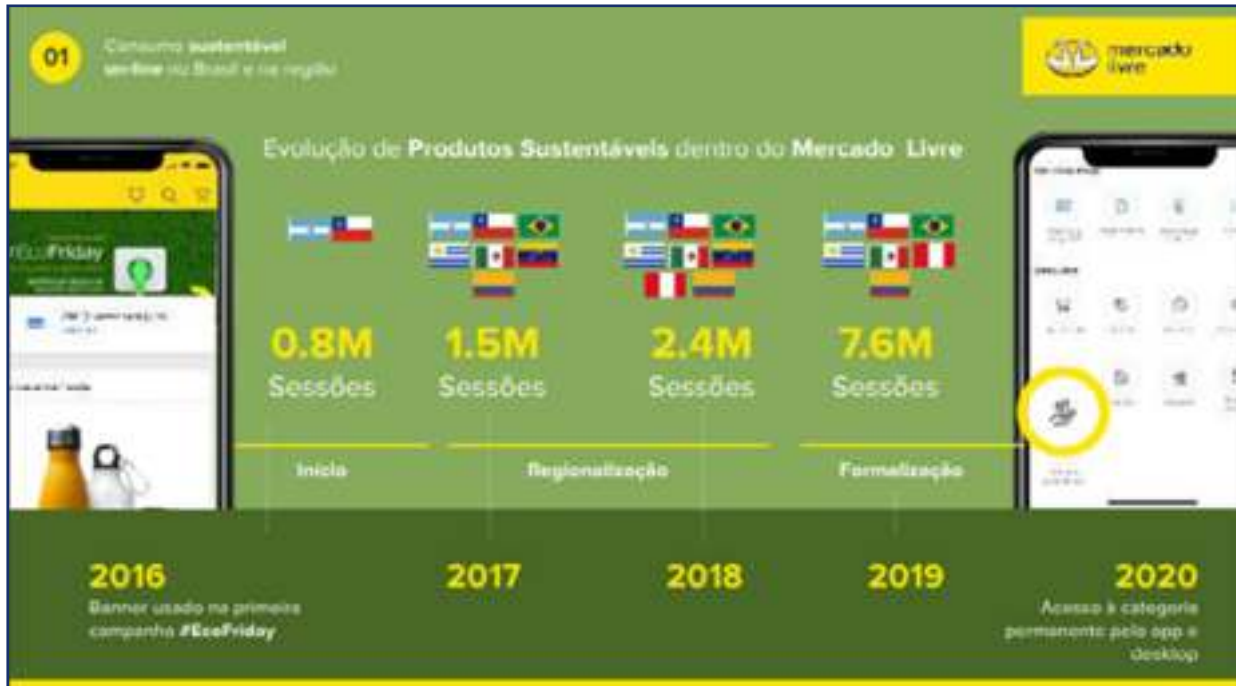 01
Consumo sustentável
on-line no Brasil e na região
mercado
livre
Evolução de Produtos Sustentáveis dentro do Mercado Livre
#EcoFriday
0.8M
Sessões
1.5M
Sessões
2.4M
Sessões
7.6M
Sessões
Início
Regionalização
Formalização
2016
Banner usado na primeira
campanha #EcoFriday
2017
2018
2019
2020
Acesso à categoria
permanente pelo app e
desktop